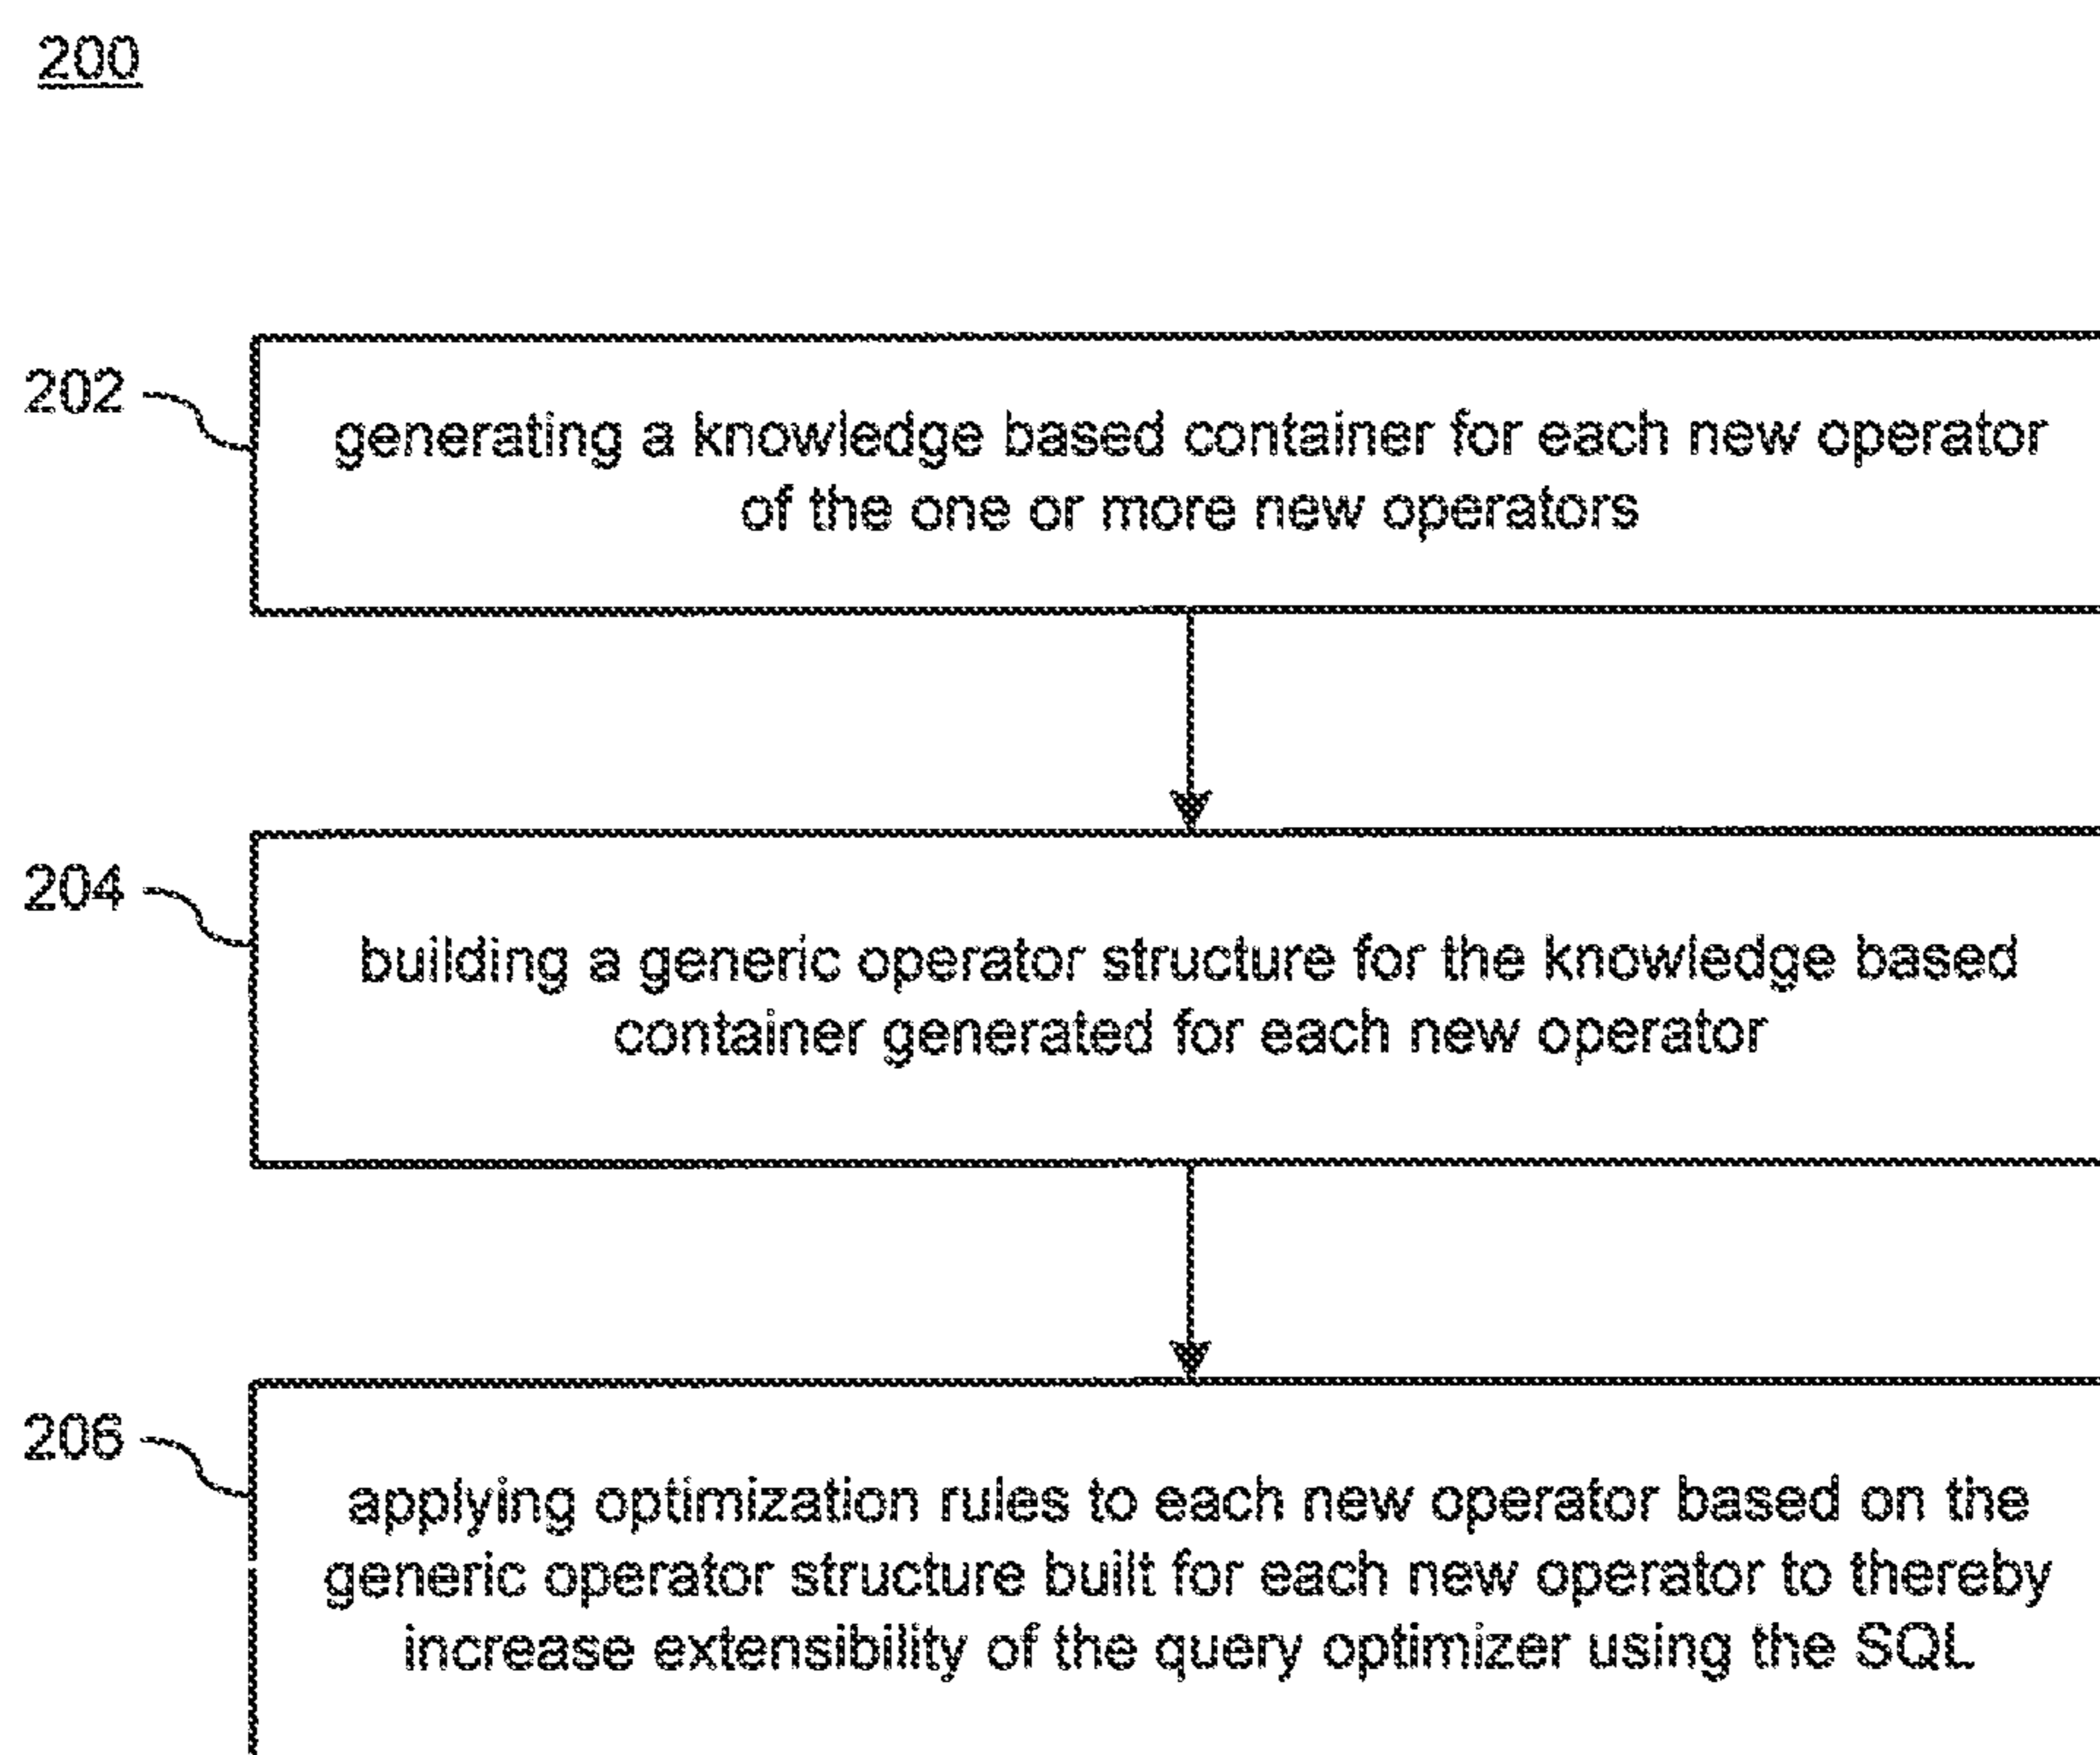 200
202
generating a knowledge based container for each new operator
of the one or more new operators
204
building a generic operator structure for the knowledge based
container generated for each new operator
206
applying optimization rules to each new operator based on the
generic operator structure built for each new operator to thereby
increase extensibility of the query optimizer using the SQL